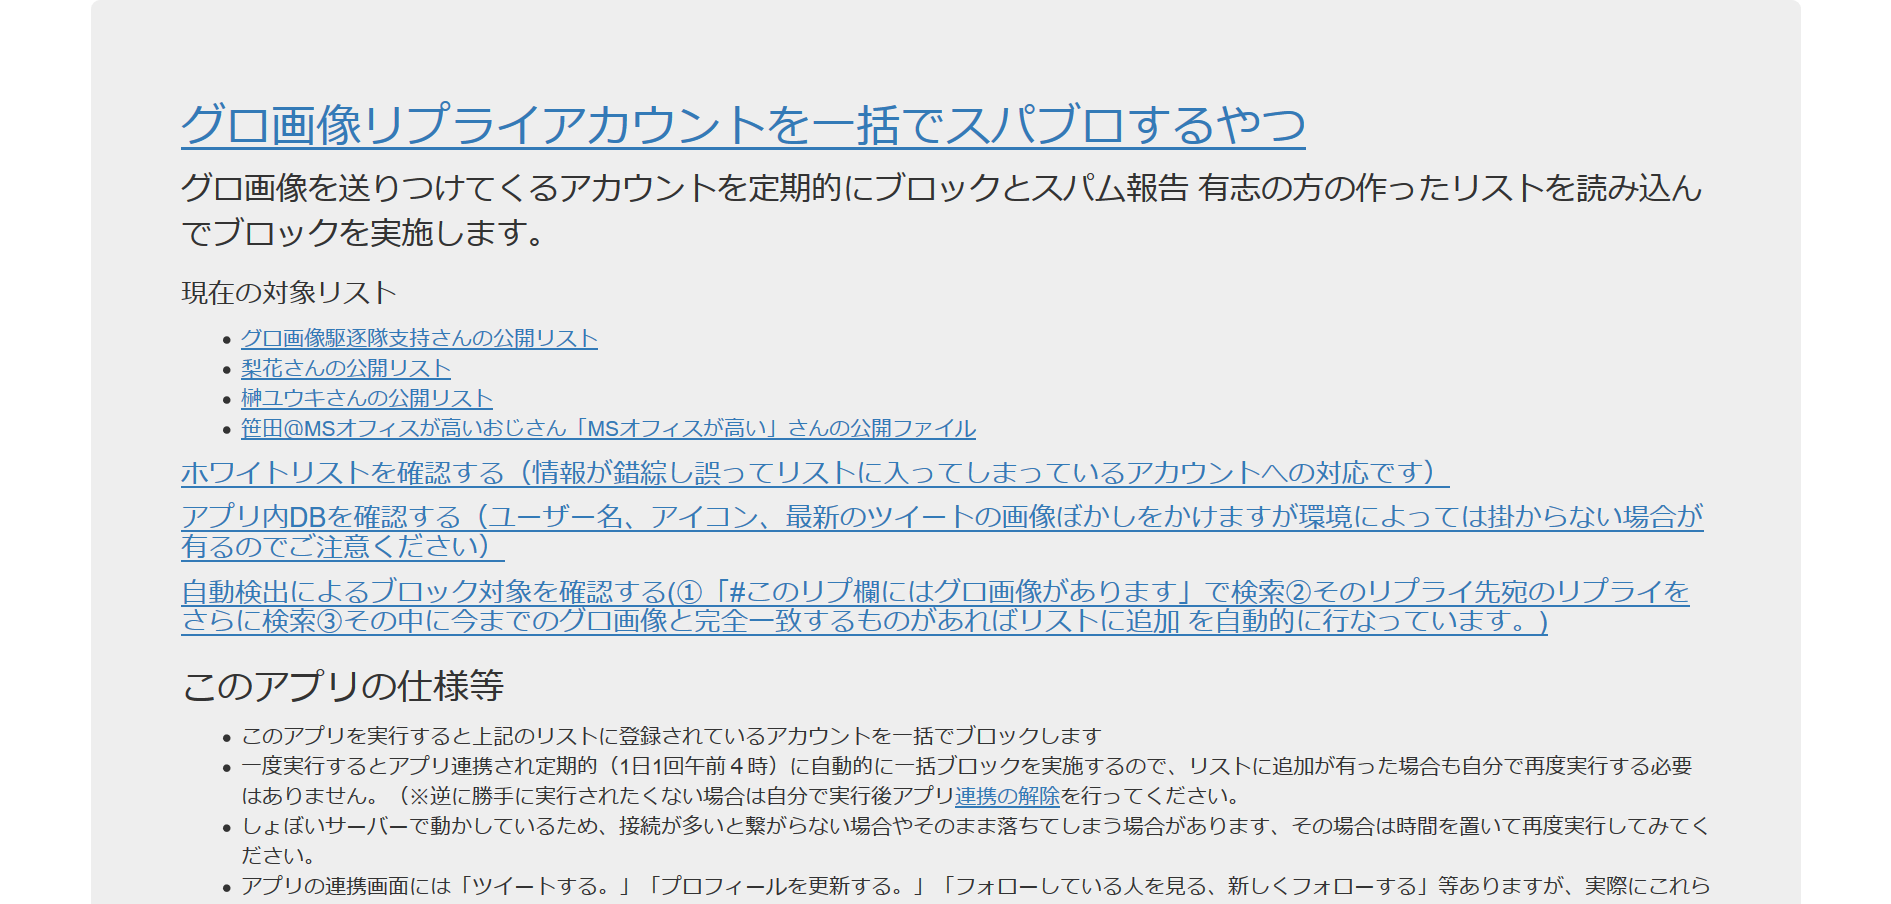 グロ画像リプライアカウントを一括でスパブロするやつ
グロ画像を送りつけてくるアカウントを定期的にブロックとスパム報告 有志の方の作ったリストを読み込ん
でブロックを実施します。
現在の対象リスト
グロ画像駆逐隊支持さんの公開リスト
梨花さんの公開リスト
榊ユウキさんの公開リスト
笹田@MSオフィスが高いおじさん「MSオフィスが高い」さんの公開ファイル
ホワイトリストを確認する（情報が錯綜し誤ってリストに入ってしまっているアカウントへの対応です）
アプリ内DBを確認する（ユーザー名、アイコン、最新のツイートの画像ぼかしをかけますが環境によっては掛からない場合が
有るのでご注意ください）
自動検出によるブロック対象を確認する(①「#このリプ欄にはグロ画像があります」で検索②そのリプライ先宛のリプライを
さらに検索③その中に今までのグロ画像と完全一致するものがあればリストに追加 を自動的に行なっています。)
このアプリの仕様等
このアプリを実行すると上記のリストに登録されているアカウントを一括でブロックします
一度実行するとアプリ連携され定期的（1日1回午前４時）に自動的に一括ブロックを実施するので、リストに追加が有った場合も自分で再度実行する必要
はありません。（※逆に勝手に実行されたくない場合は自分で実行後アプリ連携の解除を行ってください。
しょぼいサーバーで動かしているため、接続が多いと繋がらない場合やそのまま落ちてしまう場合があります、その場合は時間を置いて再度実行してみてく
ださい。
アプリの連携画面には「ツイートする。」「プロフィールを更新する。」「フォローしている人を見る、新しくフォローする」等ありますが、実際にこれら